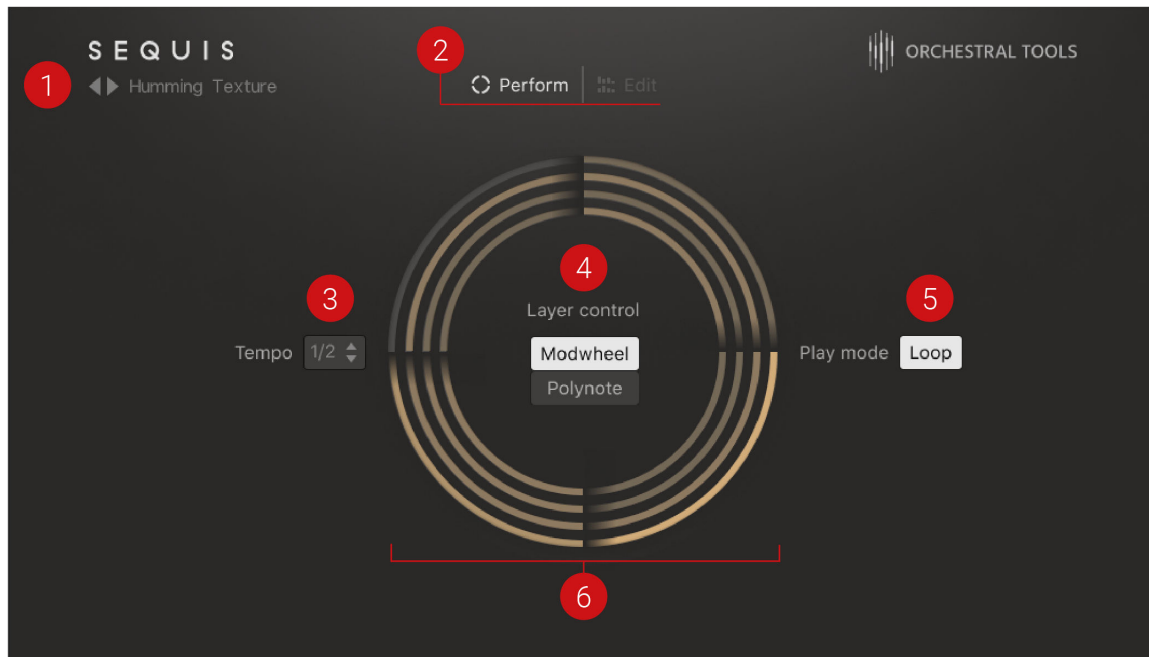 SEQUIS
2
ORCHESTRAL TOOLS
1
Humming Texture
Perform
Edit
3
4
5
Layer control
Tempo 1/2
Modwheel
Play mode Loop
Polynote
6